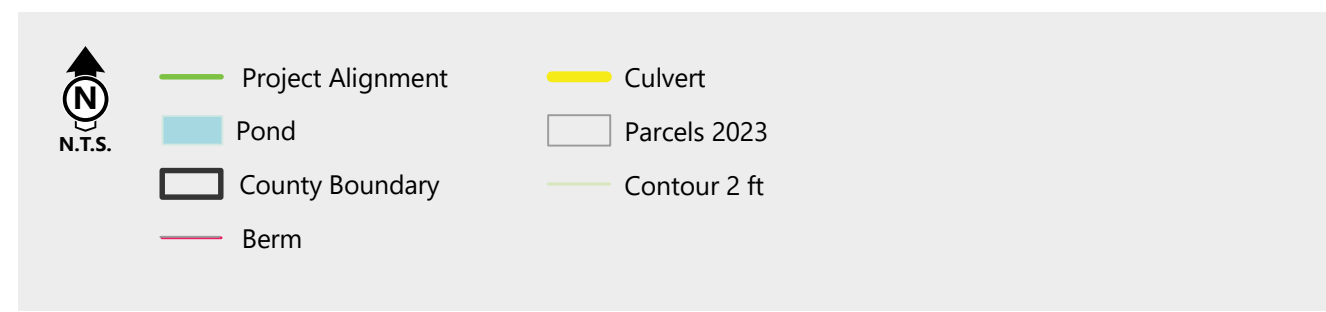 N
N.T.S.
Project Alignment
Pond
County Boundary
Berm
Culvert
Parcels 2023
Contour 2 ft